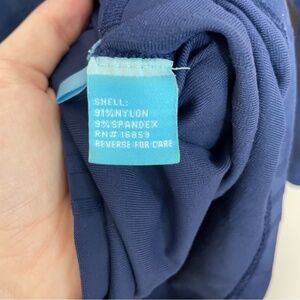 SHELL:
91% NYLON
9% SPANDEX
RN# 16859
REVERSE FOR CARE